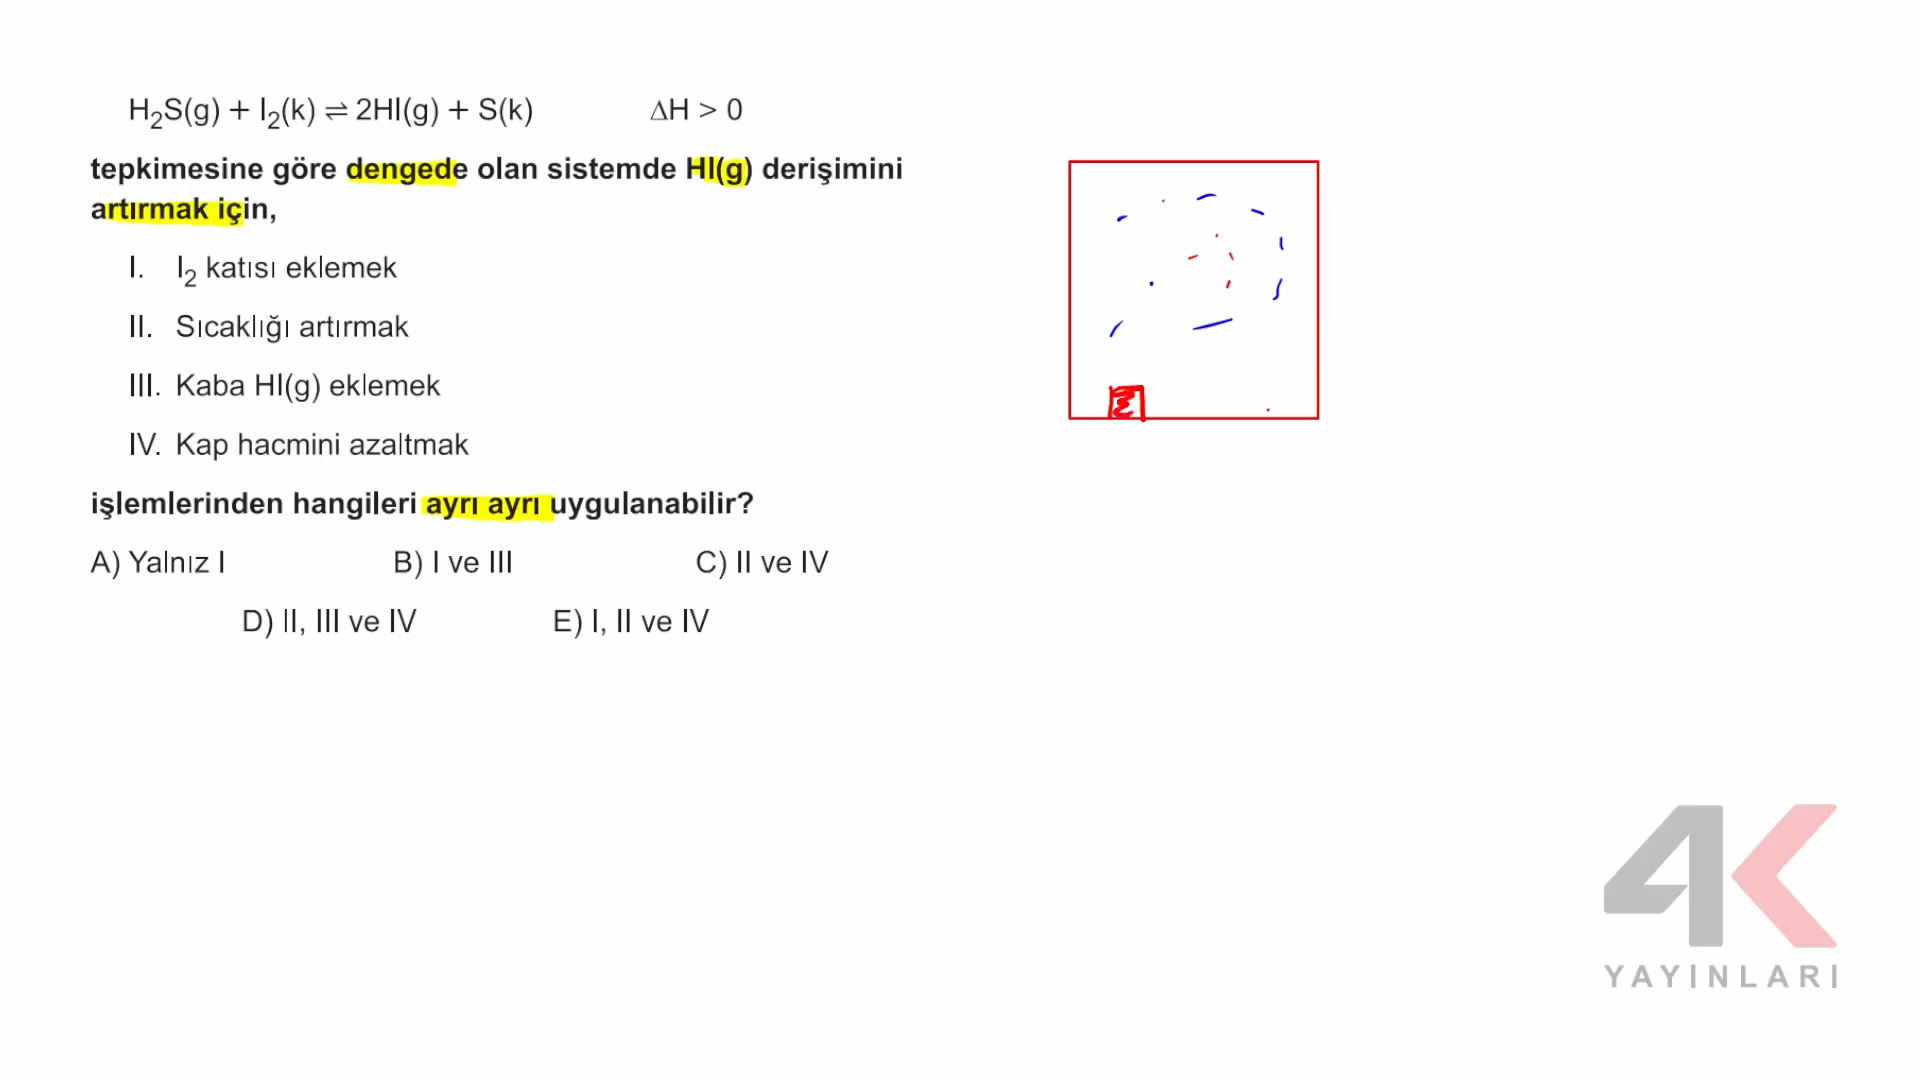 H₂S(g) + I₂(k) ⇌ 2HI(g) + S(k) ΔH > 0
tepkimesine göre dengede olan sistemde HI(g) derişimini
artırmak için,
I. I₂ katısı eklemek
II. Sıcaklığı artırmak
III. Kaba HI(g) eklemek
IV. Kap hacmini azaltmak
işlemlerinden hangileri ayrı ayrı uygulanabilir?
A) Yalnız I B) I ve III C) II ve IV
D) II, III ve IV E) I, II ve IV
4K
YAYINLARI